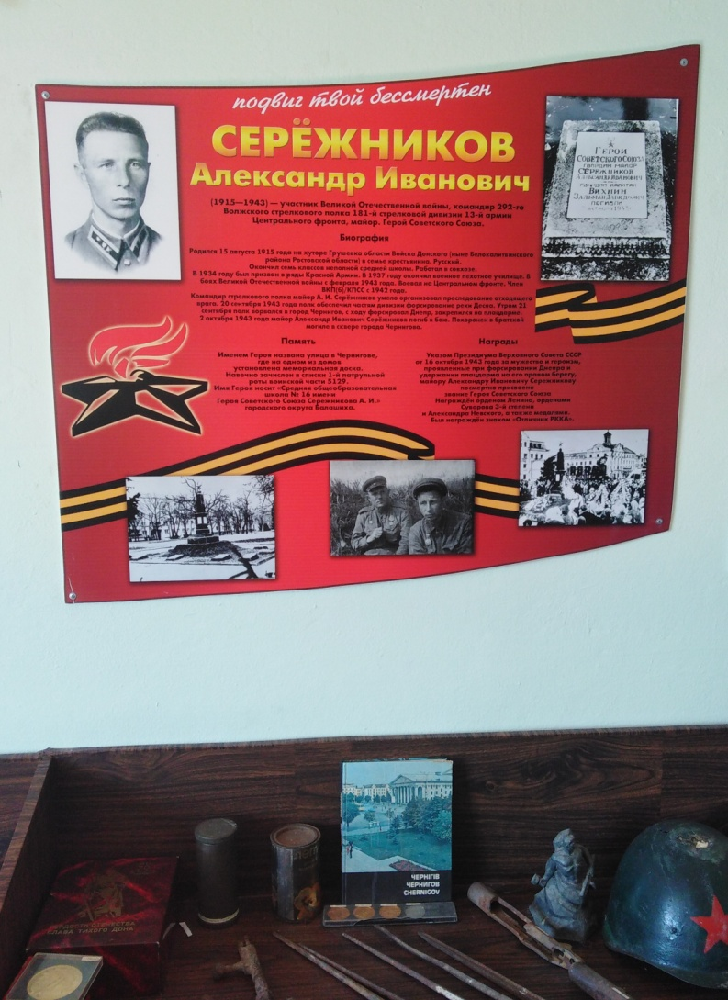 подвиг твой бессмертен
СЕРЁЖНИКОВ
Александр Иванович
(1915—1943) — участник Великой Отечественной войны, командир 292-го
Волжского стрелкового полка 181-й стрелковой дивизии 13-й армии
Центрального фронта, майор. Герой Советского Союза.
Биография
Родился 15 августа 1915 года на хуторе Грушевка области Войска Донского (ныне Белокалитвинского
района Ростовской области) в семье крестьянина. Русский.
Окончил семь классов неполной средней школы. Работал в совхозе.
В 1934 году был призван в ряды Красной Армии. В 1937 году окончил военное пехотное училище. В
боях Великой Отечественной войны с февраля 1943 года. Воевал на Центральном фронте. Член
ВКП(б)/КПСС с 1942 года.
Командир стрелкового полка майор А. И. Серёжников умело организовал преследование отходящего
врага. 20 сентября 1943 года полк обеспечил частям дивизии форсирование реки Десна. Утром 21
сентября полк ворвался в город Чернигов, с ходу форсировал Днепр, закрепился на плацдарме.
2 октября 1943 года майор Александр Иванович Серёжников погиб в бою. Похоронен в братской
могиле в сквере города Чернигова.
Память
Именем Героя названа улица в Чернигове,
где на одном из домов
установлена мемориальная доска.
Навечно зачислен в списки 1-й патрульной
роты воинской части 5129.
Имя Героя носит «Средняя общеобразовательная
школа № 16 имени
Героя Советского Союза Сережникова А. И.»
городского округа Балашиха.
Награды
Указом Президиума Верховного Совета СССР
от 16 октября 1943 года за мужество и героизм,
проявленные при форсировании Днепра и
удержании плацдарма на его правом берегу,
майору Александру Ивановичу Сережникову
посмертно присвоено
звание Героя Советского Союза
Награждён орденом Ленина, орденами
Суворова 3-й степени
и Александра Невского, а также медалями.
Был награждён знаком «Отличник РККА».
ГЕРОИ
СОВЕТСКОГО СОЮЗА
ГВАРДИИ МАЙОР
СЕРЕЖНИКОВ
АЛЕКСАНДР ИВАНОВИЧ
ГВАРДИИ КАПИТАН
ВИХНИН
ЗАЛЬМАН ДАВИДОВИЧ
ПОГИБЛИ
ЧЕРНІГІВ
ЧЕРНИГОВ
CHERNIGOV
СЛАВА ТИХОГО ДОНА